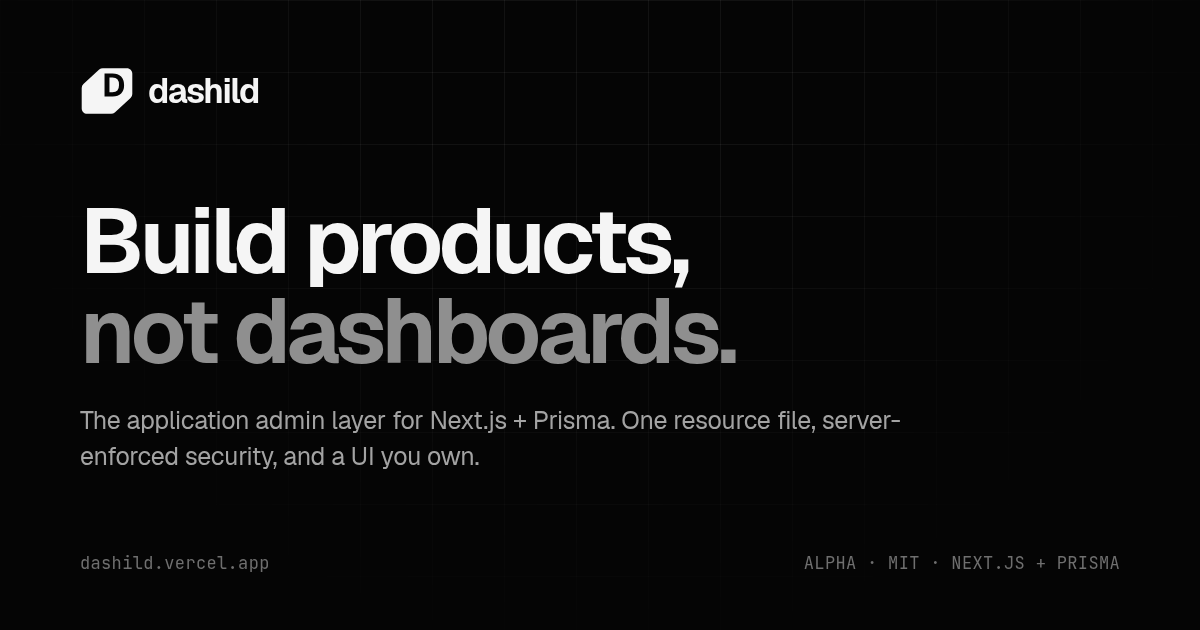 D dashild
Build products,
not dashboards.
The application admin layer for Next.js + Prisma. One resource file, server-
enforced security, and a UI you own.
dashild.vercel.app
ALPHA · MIT · NEXT.JS + PRISMA